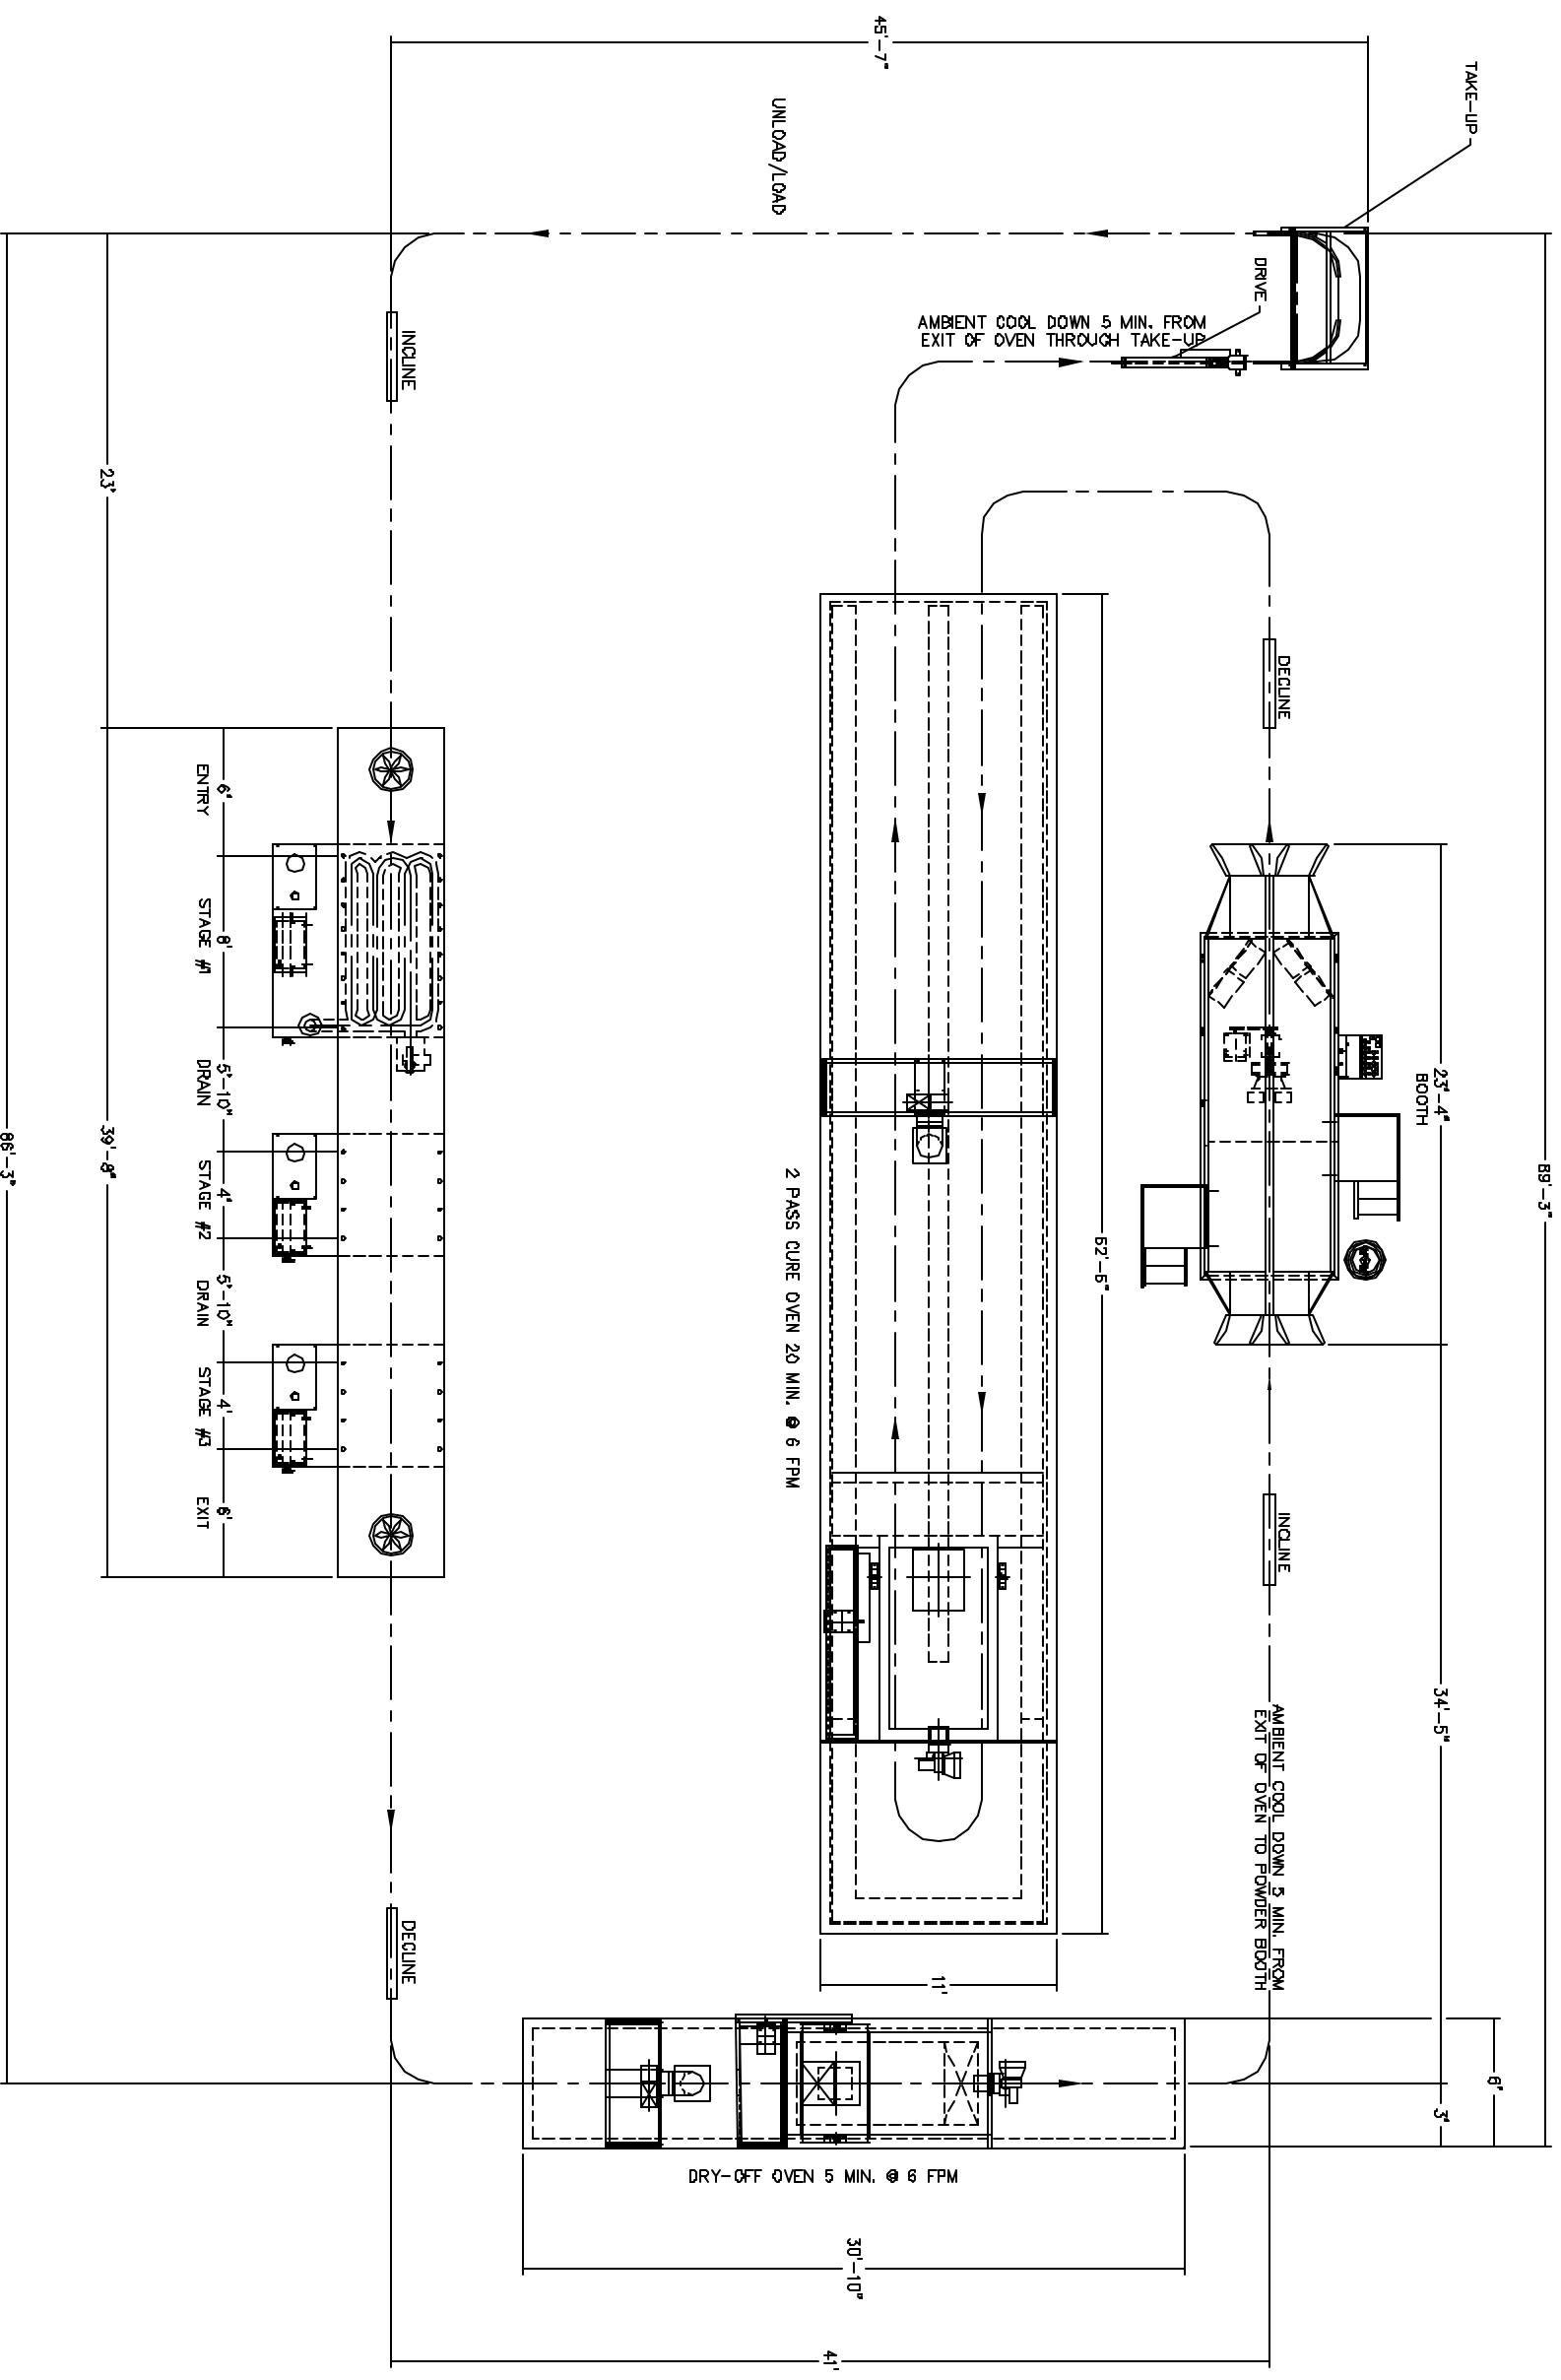 89'-3"
6'
TAKE-UP
23'-4"
BOOTH
34'-5"
3'
DECLINE
INCLINE
AMBIENT COOL DOWN 5 MIN. FROM
EXIT OF OVEN TO POWDER BOOTH
DRIVE
62'-5"
AMBIENT COOL DOWN 5 MIN. FROM
EXIT OF OVEN THROUGH TAKE-UP
11'
45'-7"
30'-10"
41'
DRY-OFF OVEN 5 MIN. @ 6 FPM
2 PASS CURE OVEN 20 MIN. @ 6 FPM
UNLOAD/LOAD
INCLINE
DECLINE
6'
8'
5'-10"
4'
5'-10"
4'
6'
ENTRY
STAGE #1
DRAIN
STAGE #2
DRAIN
STAGE #3
EXIT
23'
39'-8"
86'-3"